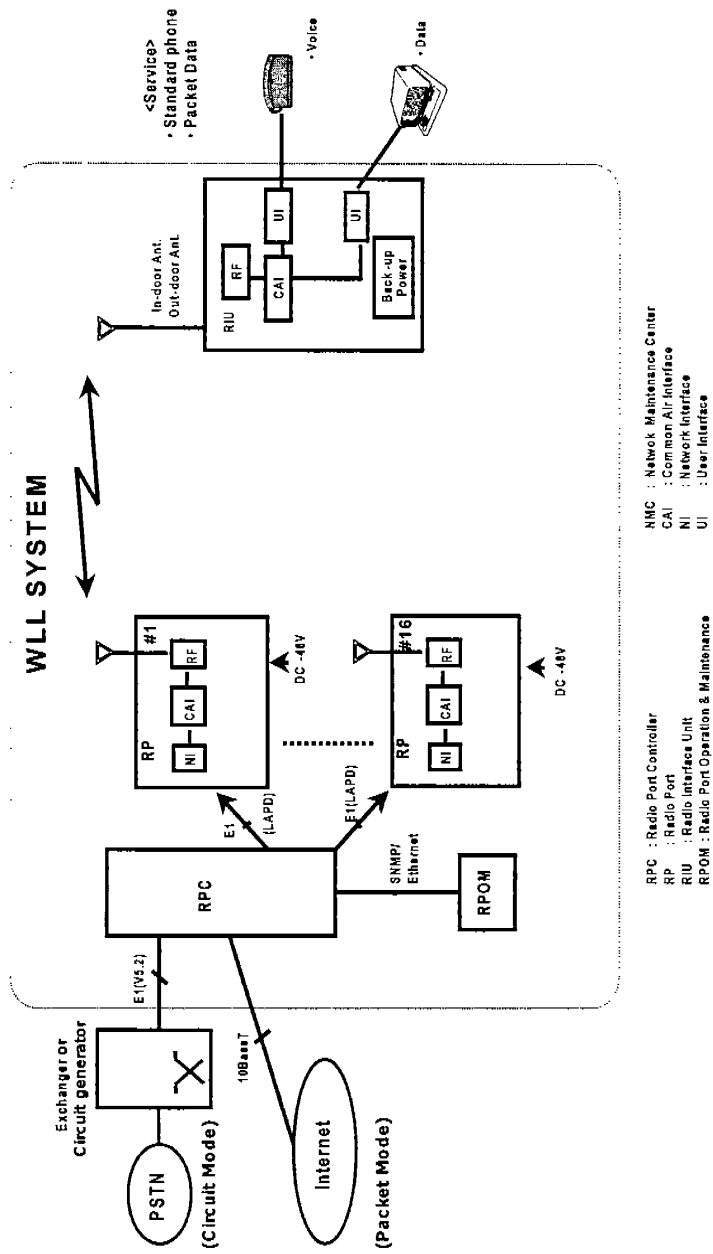 WLL SYSTEM
<Service>
• Standard phone
• Packet Data
In-door Ant.
Out-door Ant.
Exchanger or
Circuit generator
PSTN
(Circuit Mode)
E1(V5.2)
10BaseT
Internet
(Packet Mode)
RPC
E1
(LAPD)
E1(LAPD)
SNMP/
Ethernet
RPOM
RP
#1
NI
CAI
RF
DC -48V
RP
#16
NI
CAI
RF
DC -48V
RIU
RF
CAI
UI
UI
Back-up
Power
• Voice
• Data
RPC : Radio Port Controller
RP : Radio Port
RIU : Radio Interface Unit
RPOM : Radio Port Operation & Maintenance
NMC : Netwok Maintenance Center
CAI : Common Air Interface
NI : Network Interface
UI : User Interface